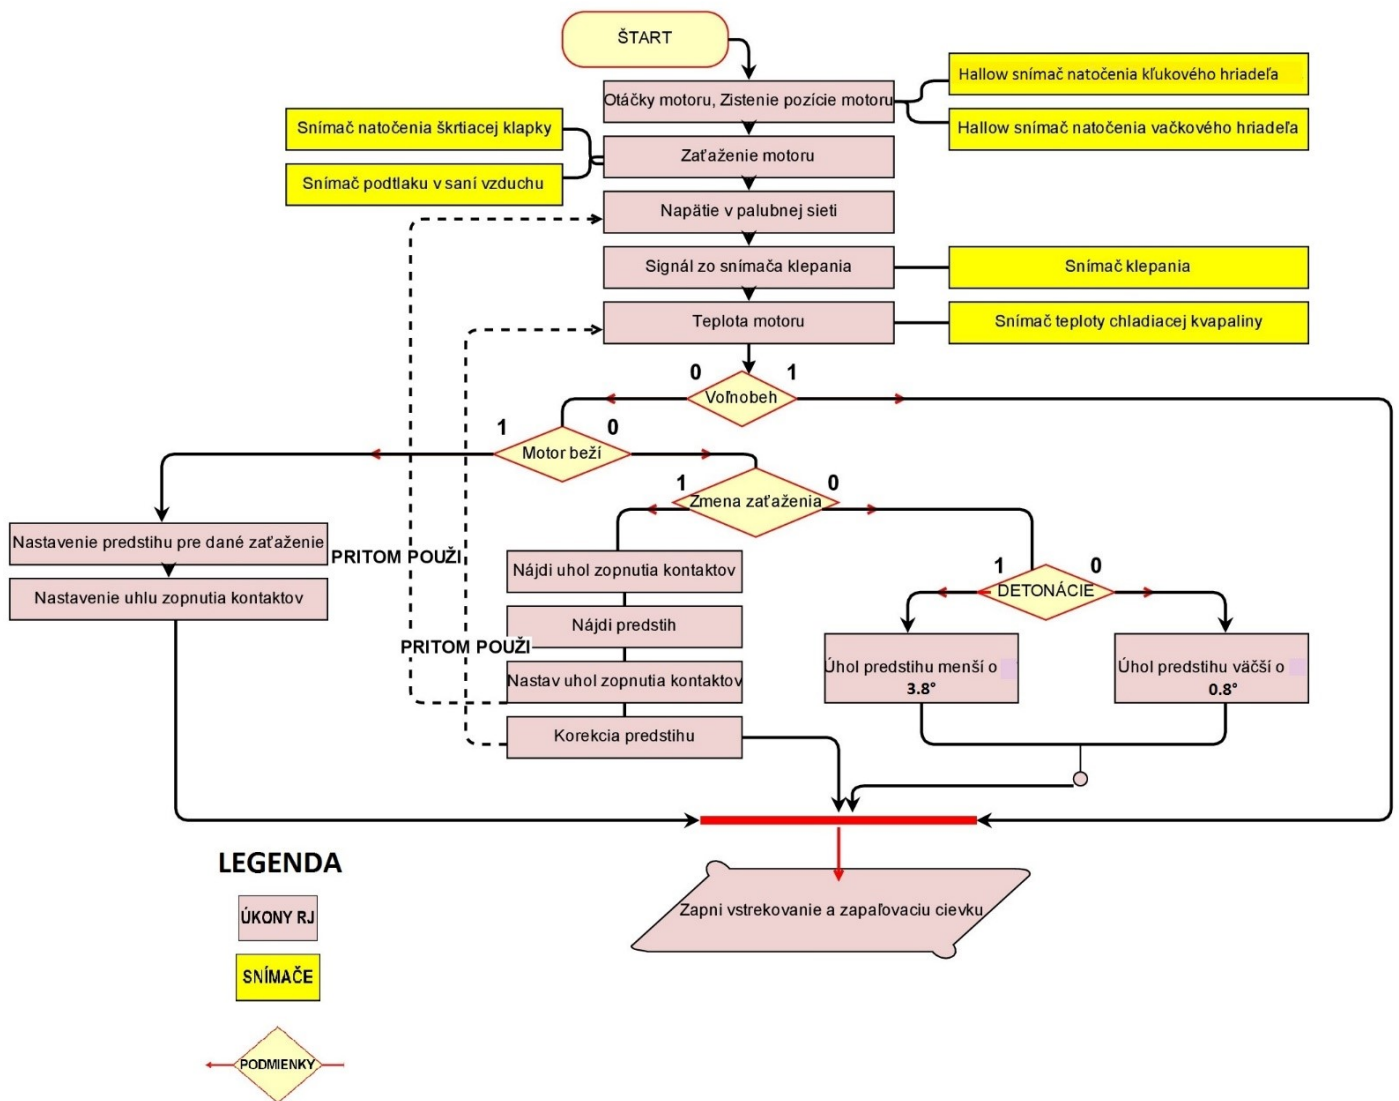 ŠTART
Otáčky motoru, Zistenie pozície motoru
Hallow snímač natočenia kľukového hriadeľa
Hallow snímač natočenia vačkového hriadeľa
Snímač natočenia škrtiacej klapky
Snímač podtlaku v saní vzduchu
Zaťaženie motoru
Napätie v palubnej sieti
Signál zo snímača klepania
Snímač klepania
Teplota motoru
Snímač teploty chladiacej kvapaliny
0
1
Voľnobeh
1
0
Motor beží
1
0
Zmena zaťaženia
Nastavenie predstihu pre dané zaťaženie
Nastavenie uhlu zopnutia kontaktov
PRITOM POUŽI
PRITOM POUŽI
Nájdi uhol zopnutia kontaktov
Nájdi predstih
Nastav uhol zopnutia kontaktov
Korekcia predstihu
1
0
DETONÁCIE
Úhol predstihu menší o
3.8°
Úhol predstihu väčší o
0.8°
Zapni vstrekovanie a zapaľovaciu cievku
LEGENDA
ÚKONY RJ
SNÍMAČE
PODMIENKY